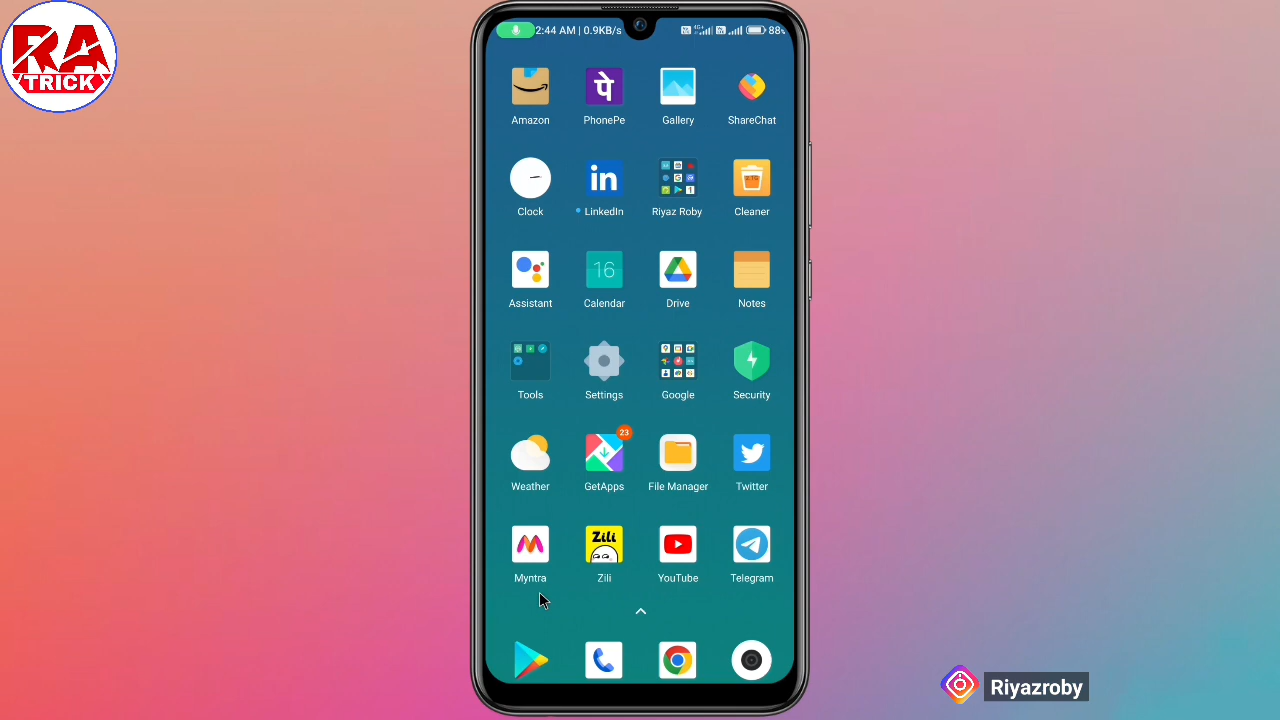 RA
TRICK
2:44 AM | 0.9KB/s
4G+
88%
Amazon
पे
PhonePe
Gallery
ShareChat
Clock
in
LinkedIn
Riyaz Roby
Cleaner
Assistant
16
Calendar
Drive
Notes
Tools
Settings
Google
Security
Weather
23
GetApps
File Manager
Twitter
Myntra
Zili
Zili
YouTube
Telegram
Riyazroby